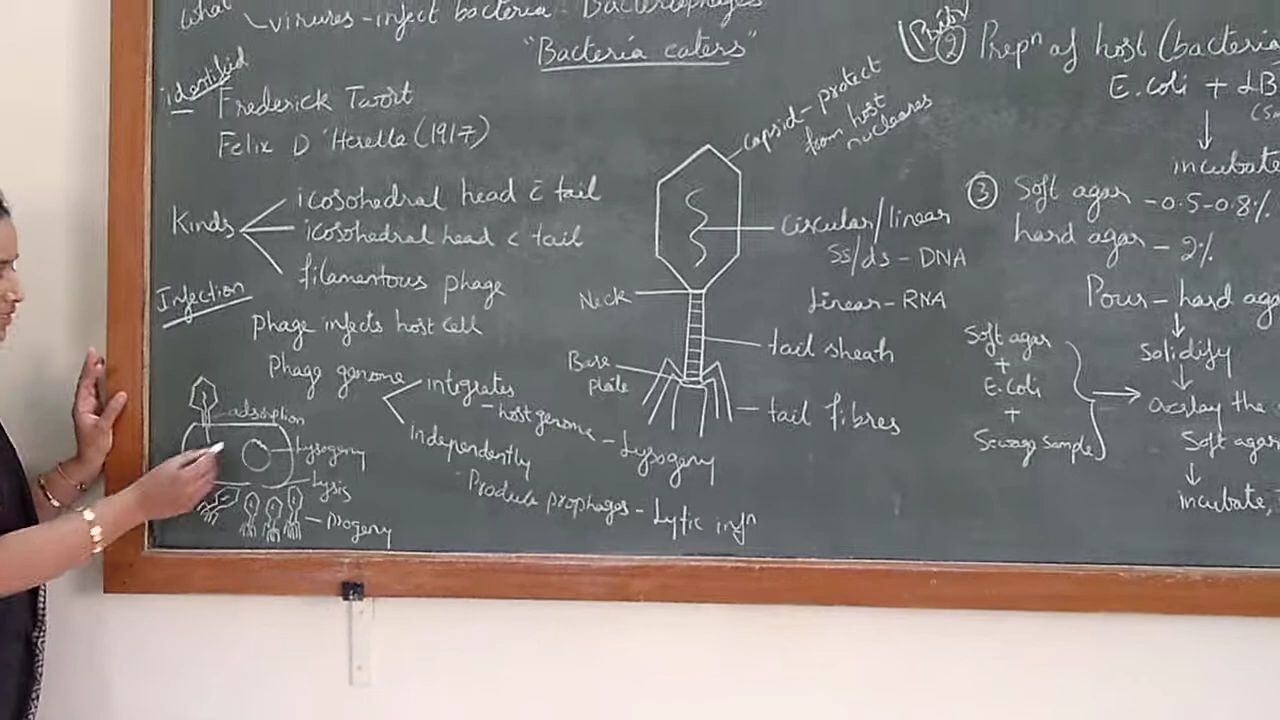 what
viruses - infect bacteria - Bacteriophages
"Bacteria eaters"
identified
Frederick Twort
Felix D'Herelle (1917)
Kinds
icosohedral head c̄ tail
icosohedral head c tail
filamentous phage
Infection
Phage infects host cell
Phage genome
integrates
- host genome - Lysogeny
Independently
Produce prophages - Lytic infⁿ
adsorption
Lysogeny
Lysis
Progeny
capsid - protect
from host
nucleares
circular/linear
ss/ds - DNA
Linear - RNA
Neck
tail sheath
Base
plate
tail fibres
② Prepⁿ of host (bacteria
E.coli + LB
incubate
③ Soft agar - 0.5-0.8%
hard agar - 2%
Pour - hard aga
Solidify
Overlay the
Soft agar
incubate,
Soft agar
+
E.Coli
+
Sewage Sample